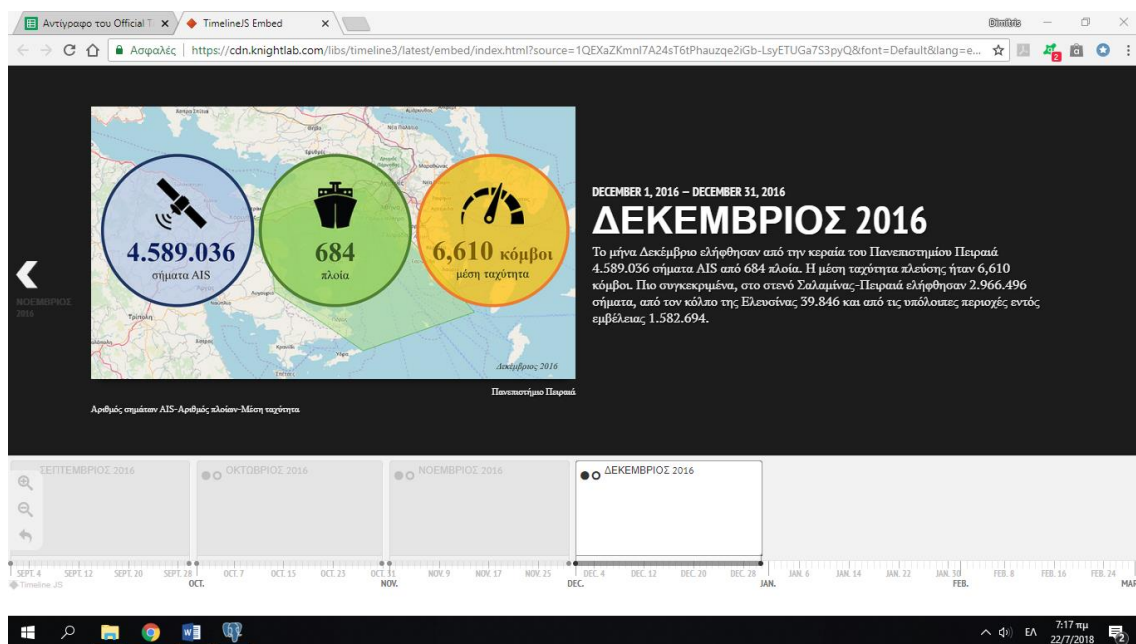 Αντίγραφο του Official T
TimelineJS Embed
Dimitris
Ασφαλές
https://cdn.knightlab.com/libs/timeline3/latest/embed/index.html?source=1QEXaZKmnI7A24sT6tPhauzqe2iGb-LsyETUGa7S3pyQ&font=Default&lang=e...
2
4.589.036
σήματα AIS
684
πλοία
6,610 κόμβοι
μέση ταχύτητα
Τρίπολη
Ύδρα
Δεκέμβριος 2016
Πανεπιστήμιο Πειραιά
Αριθμός σημάτων AIS-Αριθμός πλοίων-Μέση ταχύτητα
ΝΟΕΜΒΡΙΟΣ
2016
DECEMBER 1, 2016 – DECEMBER 31, 2016
ΔΕΚΕΜΒΡΙΟΣ 2016
Το μήνα Δεκέμβριο ελήφθησαν από την κεραία του Πανεπιστημίου Πειραιά
4.589.036 σήματα AIS από 684 πλοία. Η μέση ταχύτητα πλεύσης ήταν 6,610
κόμβοι. Πιο συγκεκριμένα, στο στενό Σαλαμίνας-Πειραιά ελήφθησαν 2.966.496
σήματα, από τον κόλπο της Ελευσίνας 39.846 και από τις υπόλοιπες περιοχές εντός
εμβέλειας 1.582.694.
ΣΕΠΤΕΜΒΡΙΟΣ 2016
ΟΚΤΩΒΡΙΟΣ 2016
ΝΟΕΜΒΡΙΟΣ 2016
ΔΕΚΕΜΒΡΙΟΣ 2016
SEPT. 4 SEPT. 12 SEPT. 20 SEPT. 28 OCT. 7 OCT. 15 OCT. 23 OCT. 31 NOV. 9 NOV. 17 NOV. 25 DEC. 4 DEC. 12 DEC. 20 DEC. 28 JAN. 6 JAN. 14 JAN. 22 JAN. 30 FEB. 8 FEB. 16 FEB. 24
Timeline JS
OCT. NOV. DEC. JAN. FEB. MAR
ΕΛ
7:17 πμ
22/7/2018
2